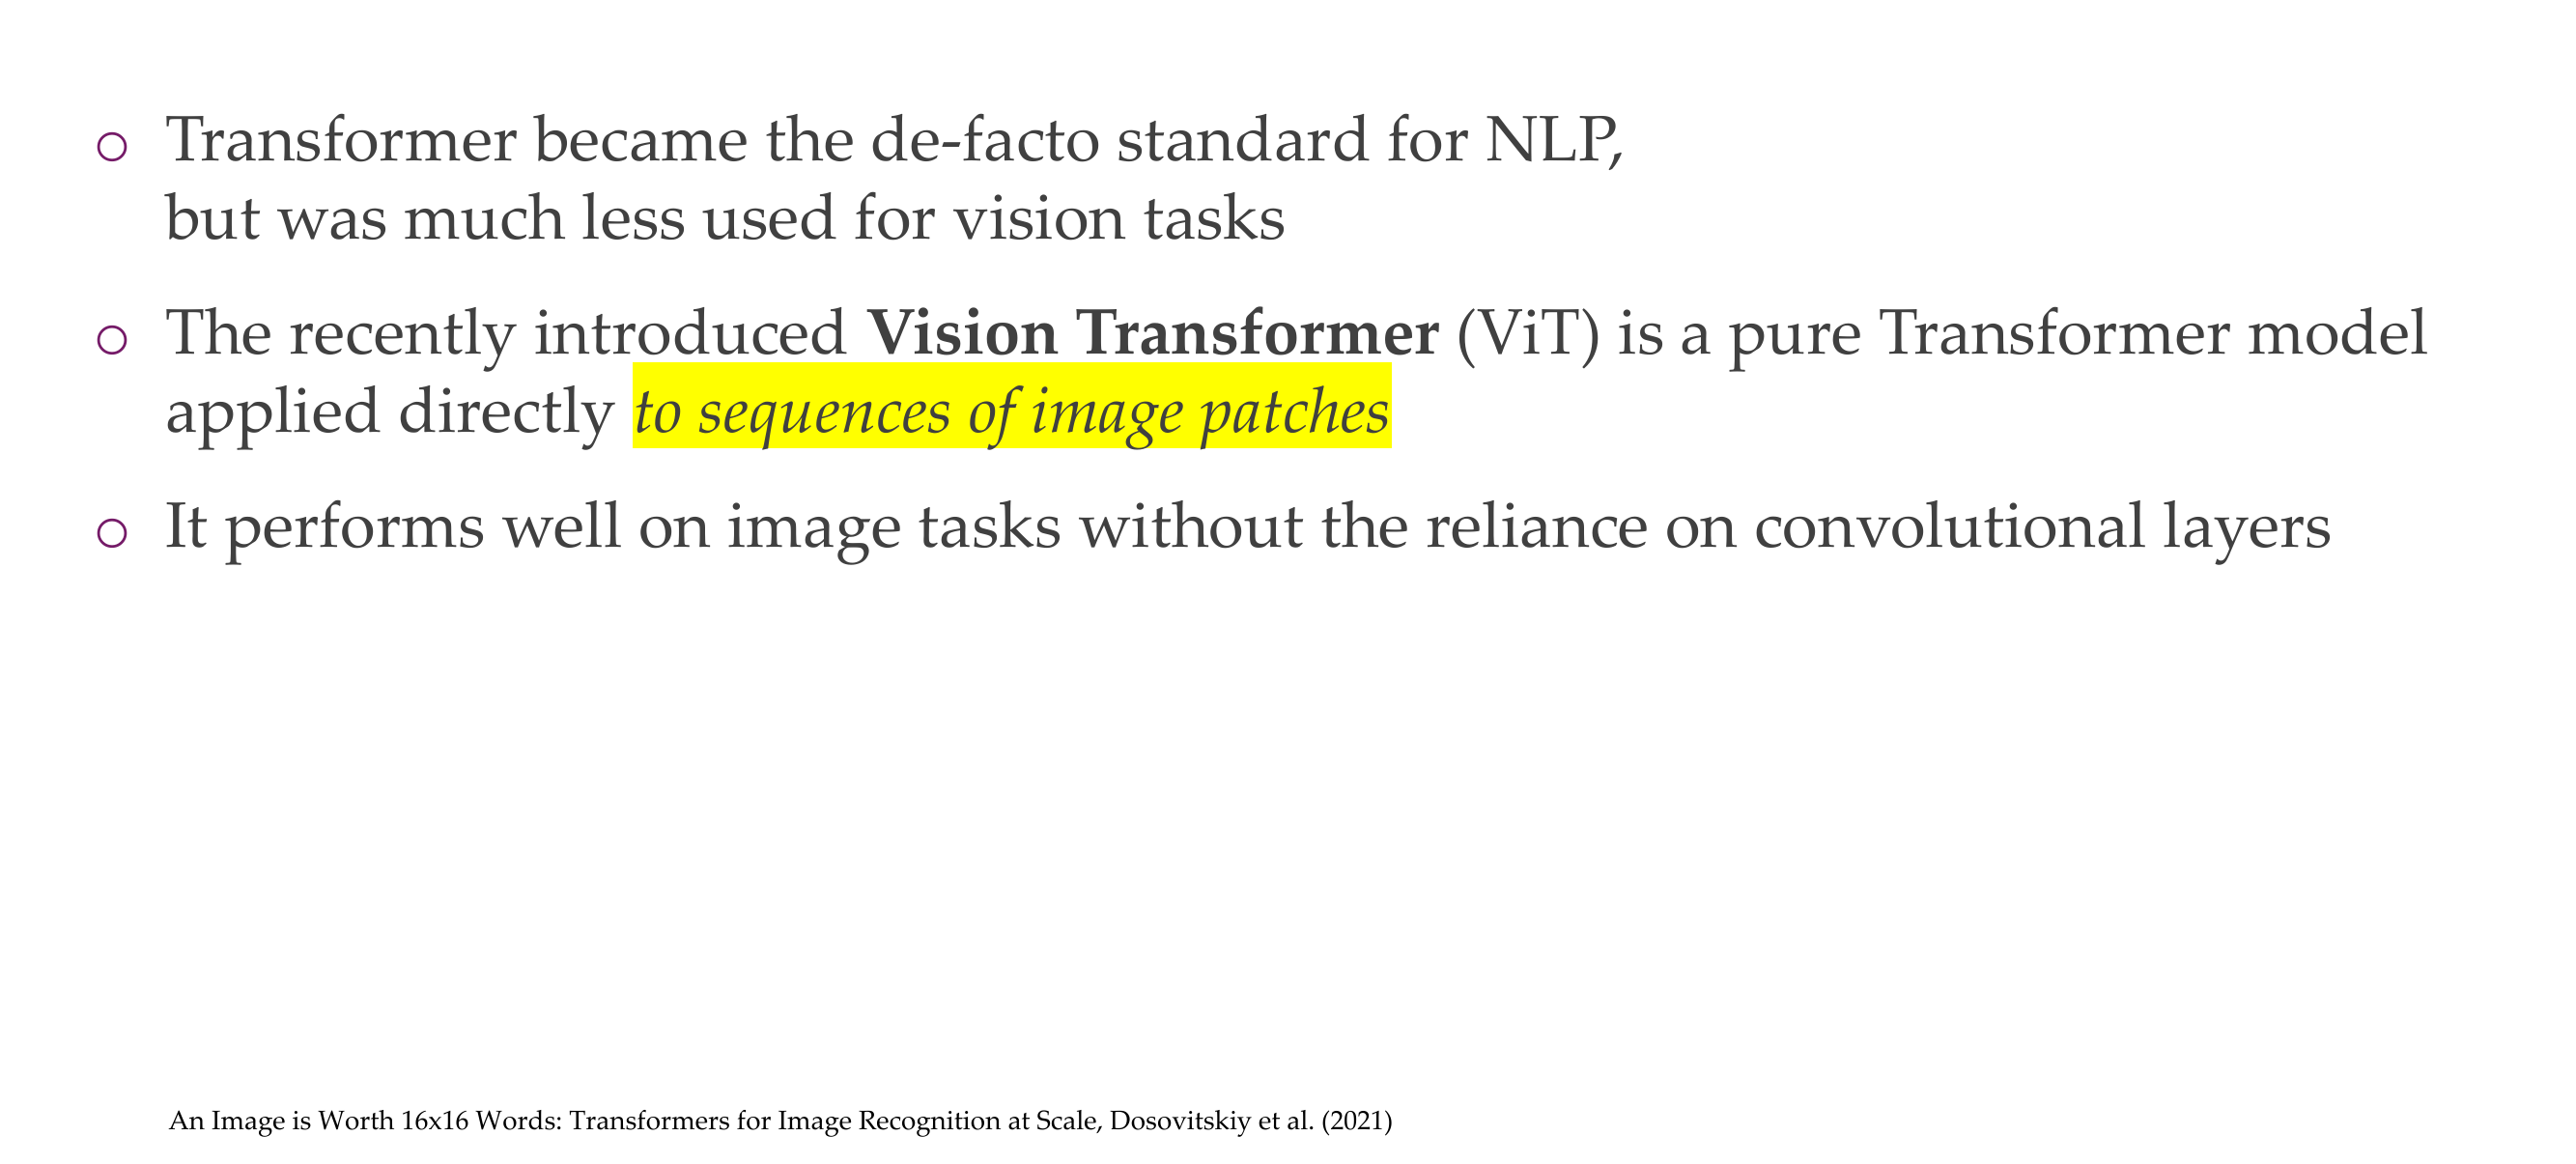 ○ Transformer became the de-facto standard for NLP,
but was much less used for vision tasks
○ The recently introduced Vision Transformer (ViT) is a pure Transformer model
applied directly to sequences of image patches
○ It performs well on image tasks without the reliance on convolutional layers
An Image is Worth 16x16 Words: Transformers for Image Recognition at Scale, Dosovitskiy et al. (2021)